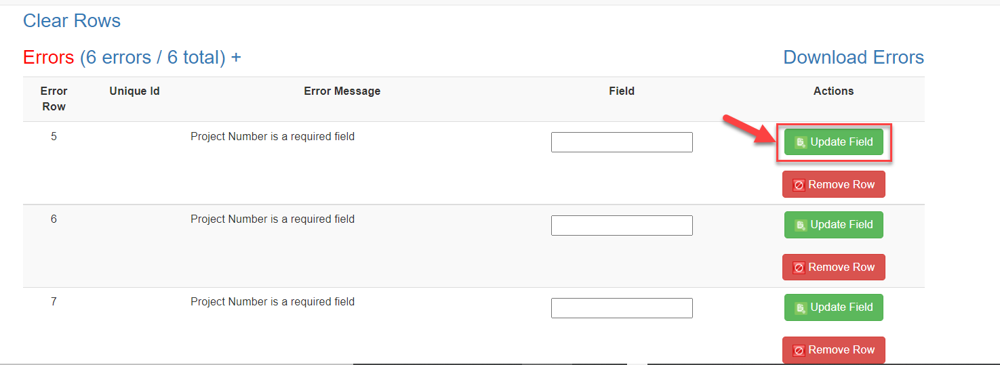 Clear Rows
Errors (6 errors / 6 total) +
Download Errors
Error Row
Unique Id
Error Message
Field
Actions
5
Project Number is a required field
Update Field
Remove Row
6
Project Number is a required field
Update Field
Remove Row
7
Project Number is a required field
Update Field
Remove Row